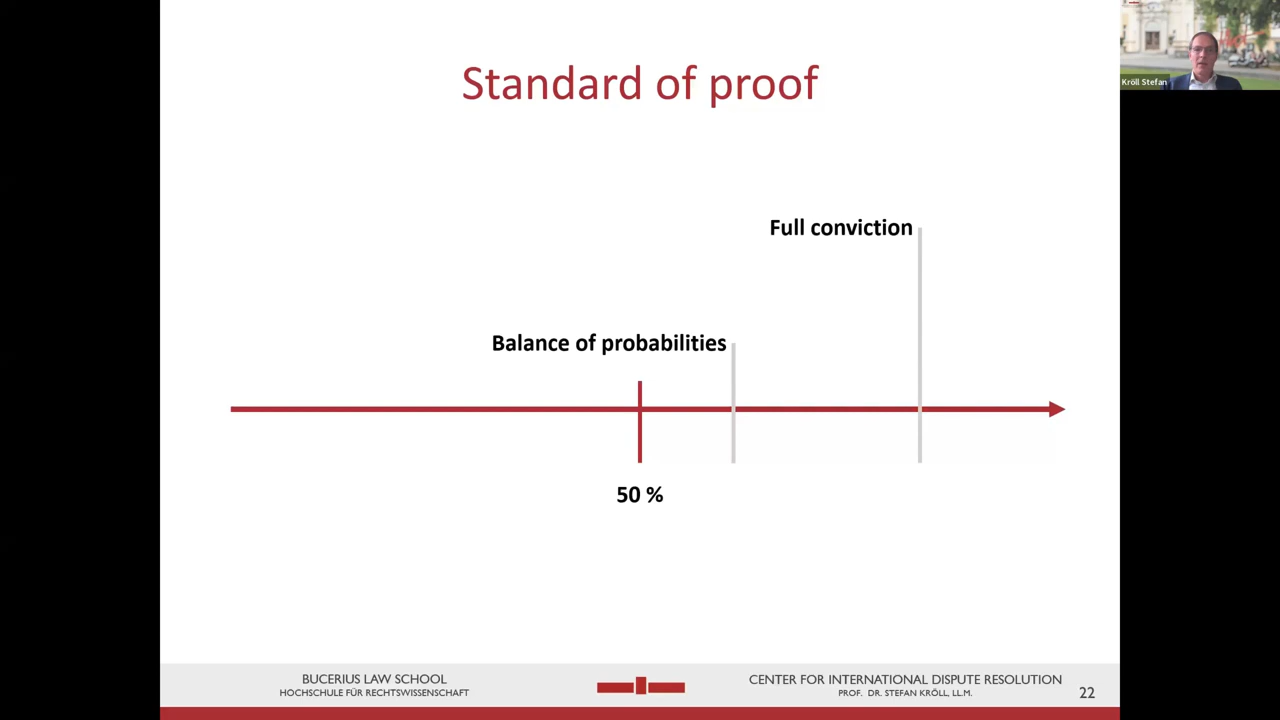 Standard of proof
Kröll Stefan
Full conviction
Balance of probabilities
50 %
BUCERIUS LAW SCHOOL
HOCHSCHULE FÜR RECHTSWISSENSCHAFT
CENTER FOR INTERNATIONAL DISPUTE RESOLUTION
PROF. DR. STEFAN KRÖLL, LL.M.
22